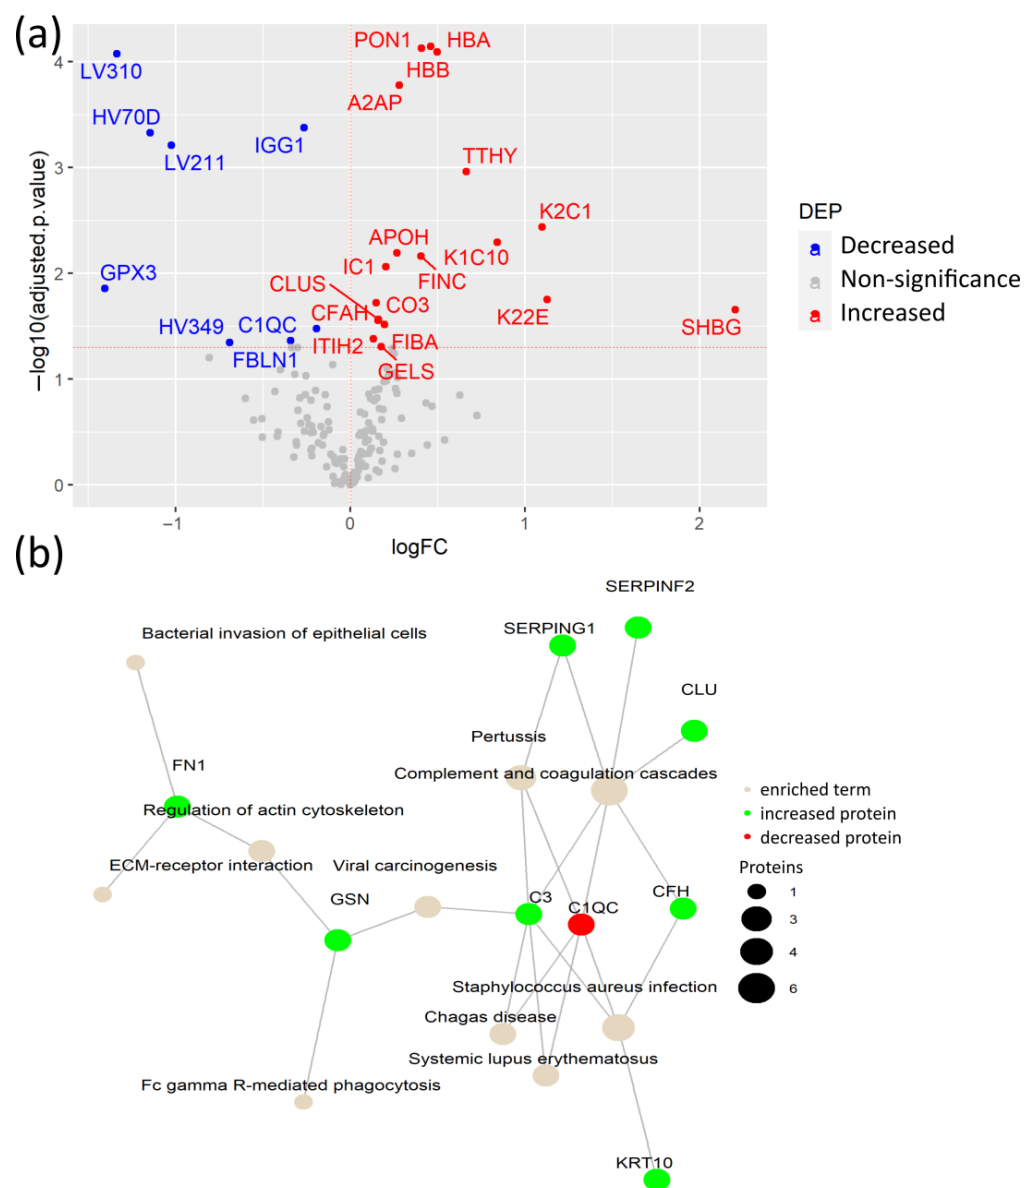 (a)
PON1
HBA
LV310
HBB
A2AP
HV70D
IGG1
LV211
TTHY
K2C1
APOH
K1C10
IC1
FINC
GPX3
CLUS
CO3
CFAH
K22E
HV349
C1QC
SHBG
ITIH2
FIBA
FBLN1
GELS
−log10(adjusted.p.value)
4
3
2
1
0
−1
0
1
2
logFC
DEP
a Decreased
a Non-significance
a Increased
(b)
SERPINF2
SERPING1
Bacterial invasion of epithelial cells
CLU
Pertussis
FN1
Complement and coagulation cascades
Regulation of actin cytoskeleton
ECM-receptor interaction
Viral carcinogenesis
GSN
C3
C1QC
CFH
Staphylococcus aureus infection
Chagas disease
Systemic lupus erythematosus
Fc gamma R-mediated phagocytosis
KRT10
enriched term
increased protein
decreased protein
Proteins
1
3
4
6